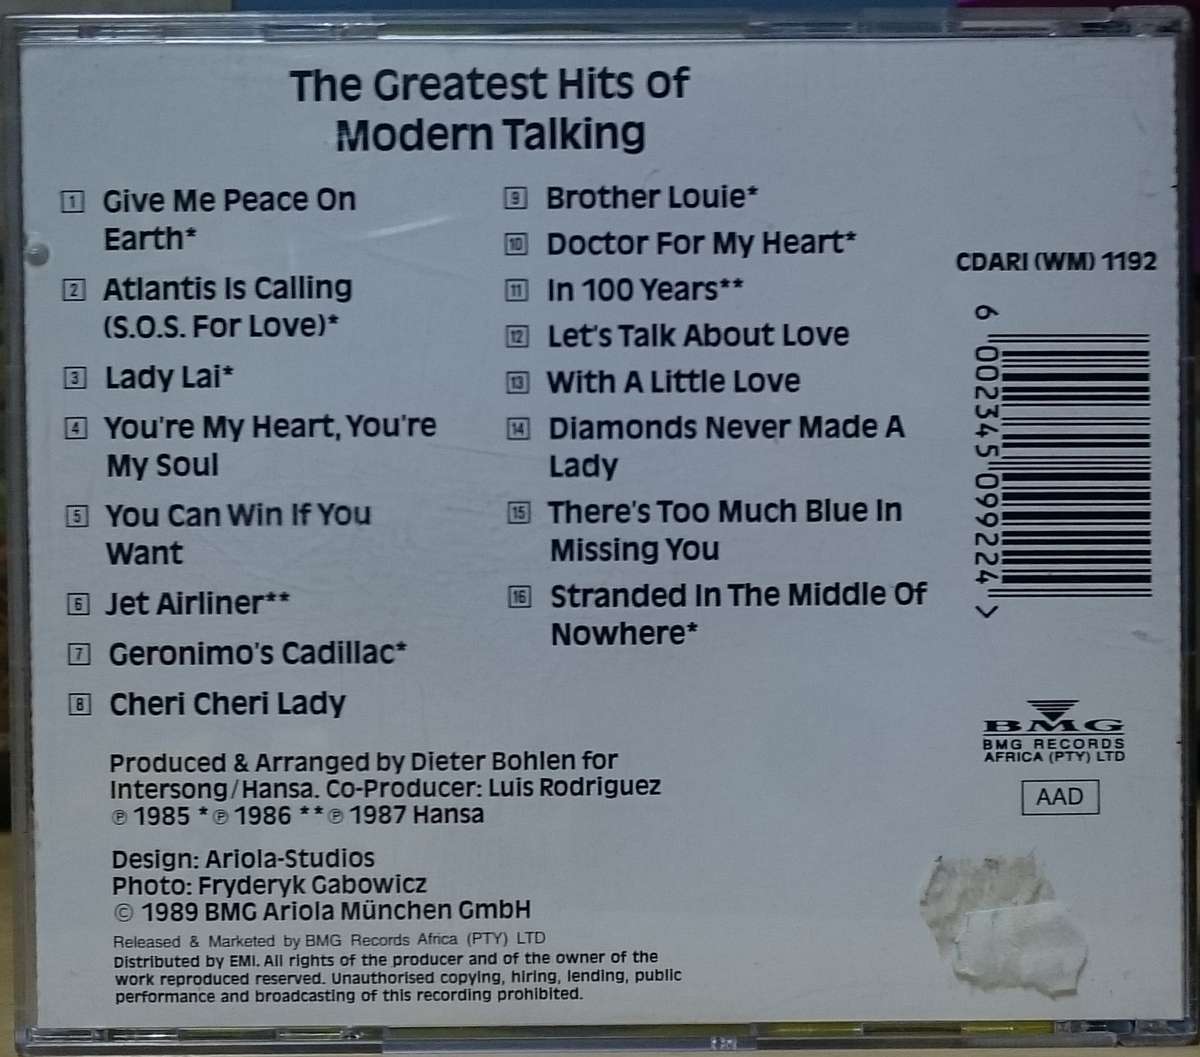 The Greatest Hits of
Modern Talking
1 Give Me Peace On
Earth*
2 Atlantis Is Calling
(S.O.S. For Love)*
3 Lady Lai*
4 You're My Heart, You're
My Soul
5 You Can Win If You
Want
6 Jet Airliner**
7 Geronimo's Cadillac*
8 Cheri Cheri Lady
9 Brother Louie*
10 Doctor For My Heart*
11 In 100 Years**
12 Let's Talk About Love
13 With A Little Love
14 Diamonds Never Made A
Lady
15 There's Too Much Blue In
Missing You
16 Stranded In The Middle Of
Nowhere*
CDARI (WM) 1192
6 002345 099224 >
BMG
BMG RECORDS
AFRICA (PTY) LTD
AAD
Produced & Arranged by Dieter Bohlen for
Intersong/Hansa. Co-Producer: Luis Rodriguez
℗ 1985 *℗ 1986 **℗ 1987 Hansa
Design: Ariola-Studios
Photo: Fryderyk Gabowicz
© 1989 BMG Ariola München GmbH
Released & Marketed by BMG Records Africa (PTY) LTD
Distributed by EMI. All rights of the producer and of the owner of the
work reproduced reserved. Unauthorised copying, hiring, lending, public
performance and broadcasting of this recording prohibited.